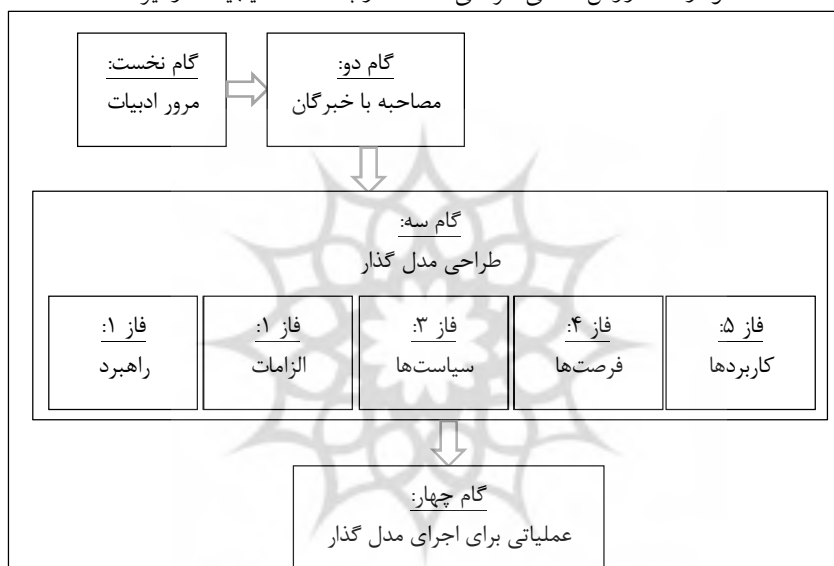 گام نخست:
مرور ادبیات
گام دو:
مصاحبه با خبرگان
گام سه:
طراحی مدل گذار
فاز ۱:
راهبرد
فاز ۱:
الزامات
فاز ۳:
سیاست‌ها
فاز ۴:
فرصت‌ها
فاز ۵:
کاربردها
گام چهار:
عملیاتی برای اجرای مدل گذار